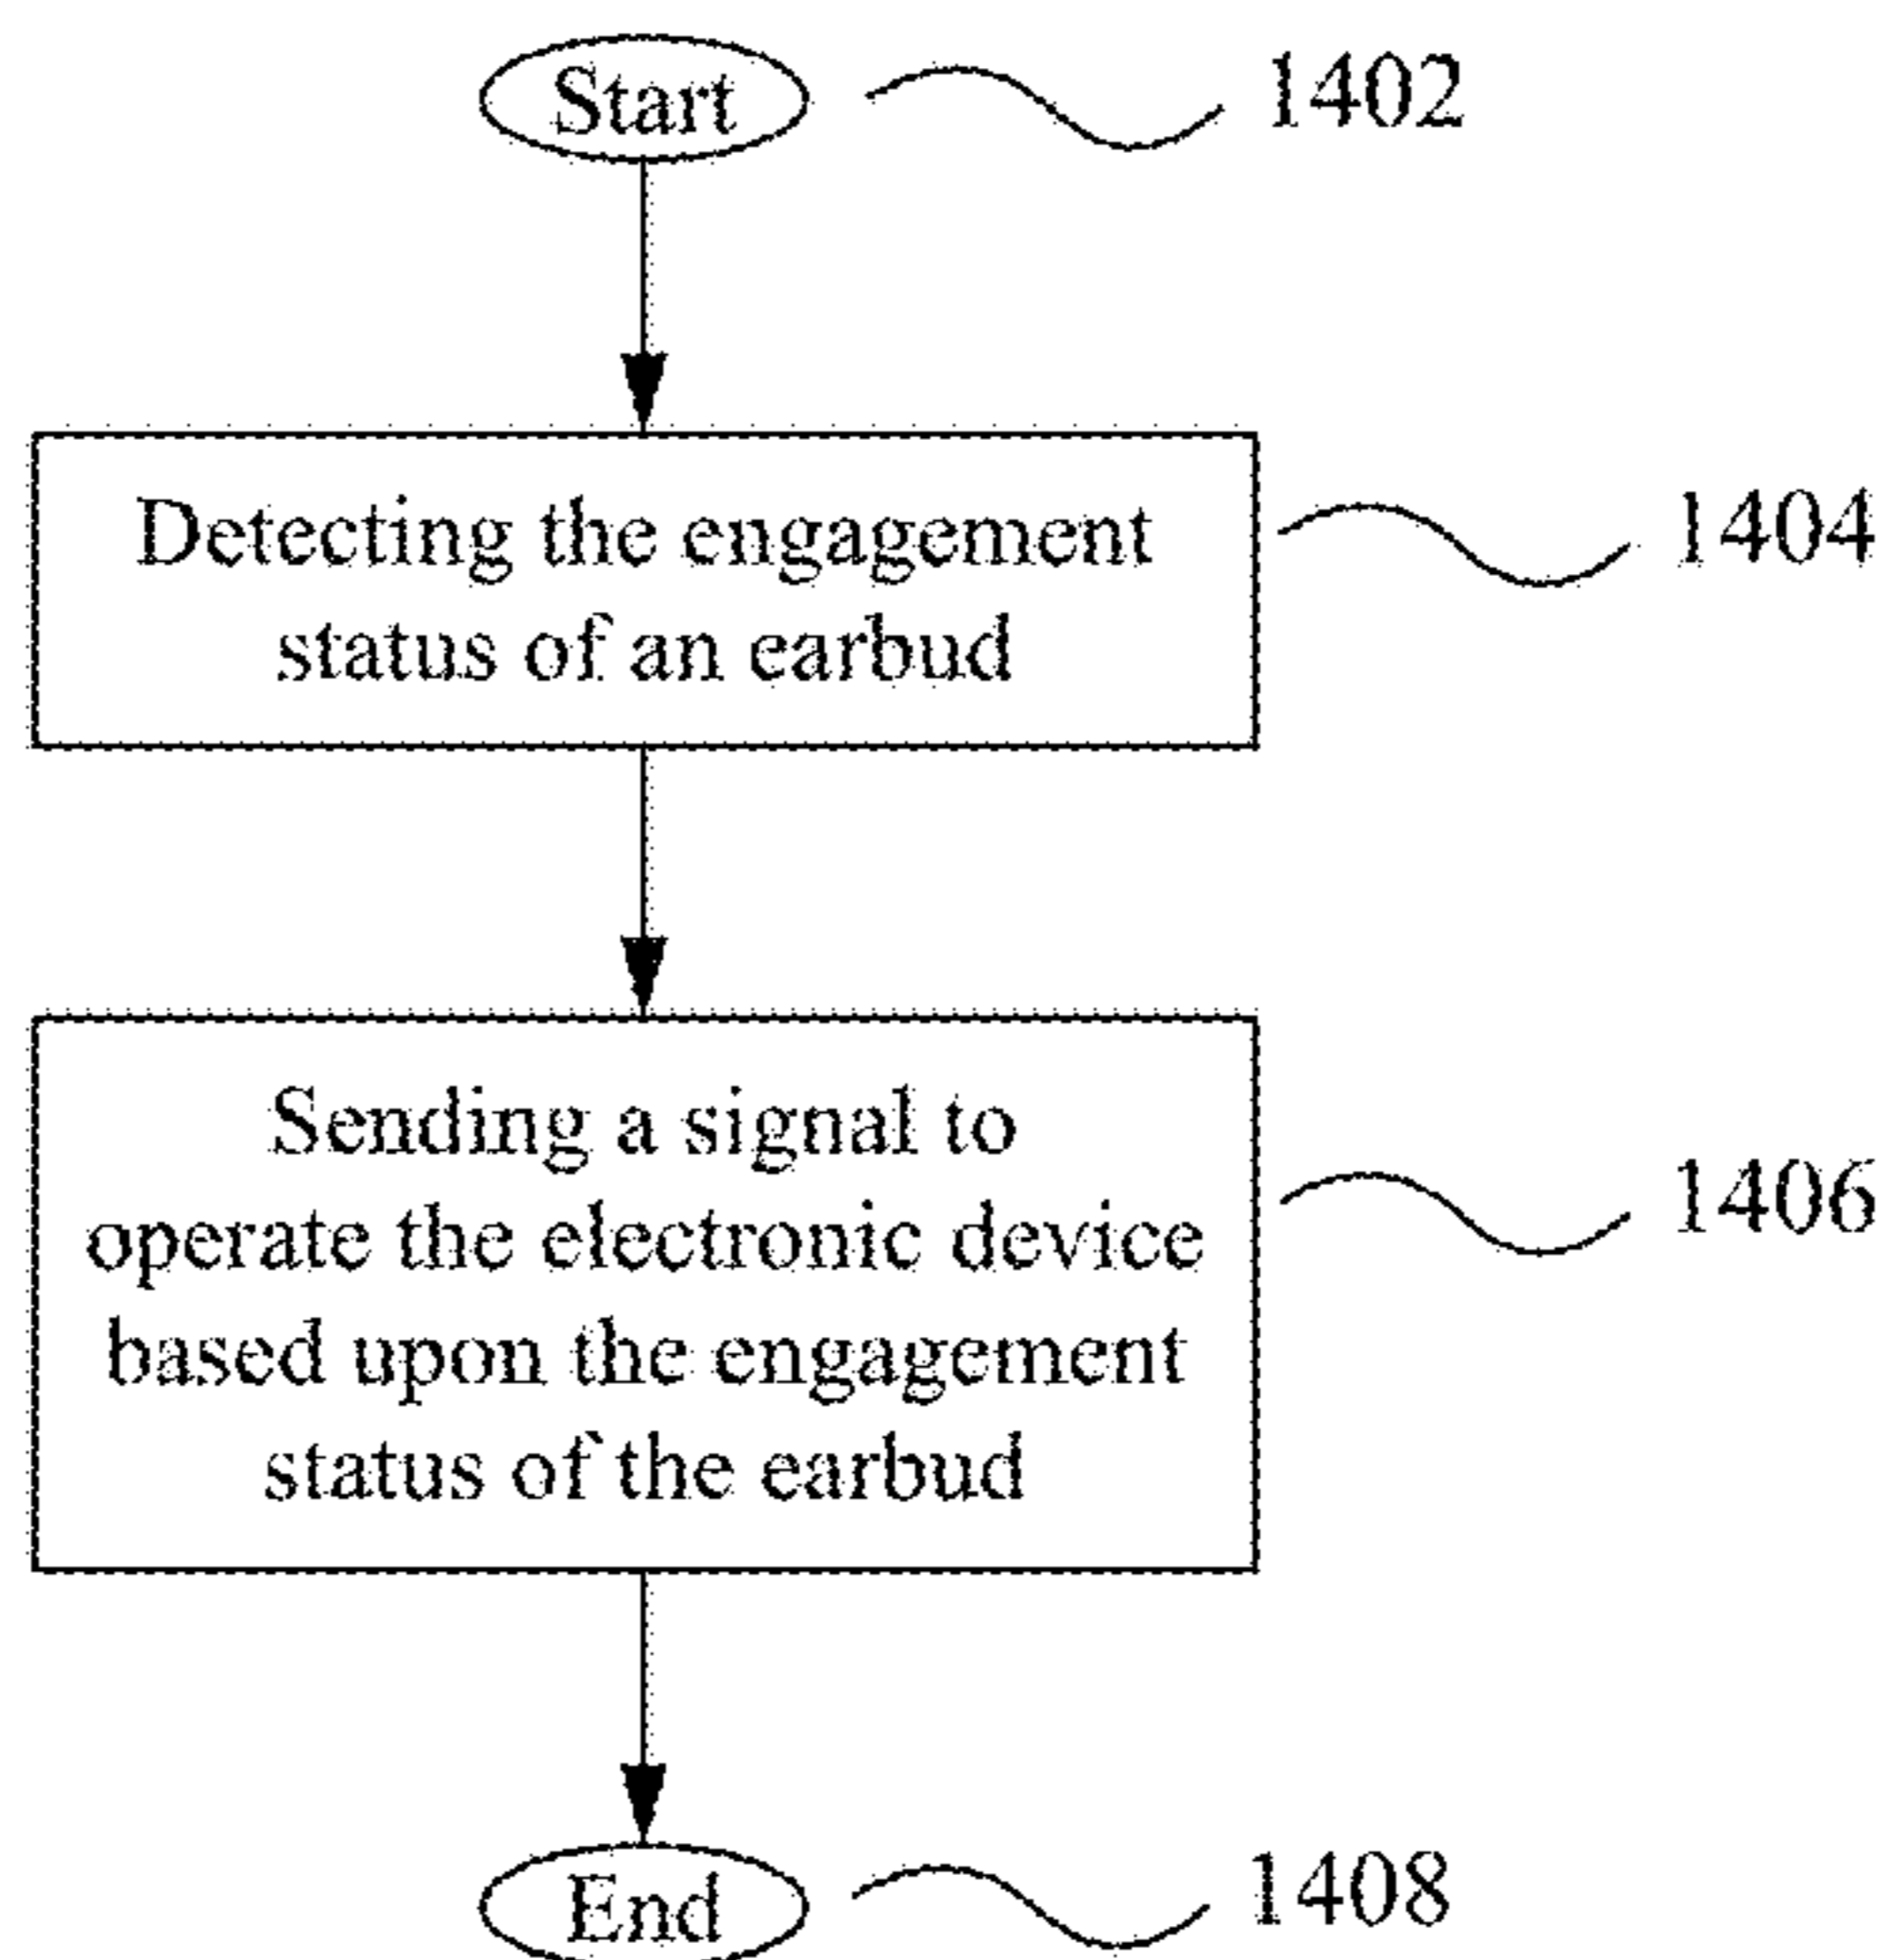 Start
1402
Detecting the engagement
status of an earbud
1404
Sending a signal to
operate the electronic device
based upon the engagement
status of the earbud
1406
End
1408